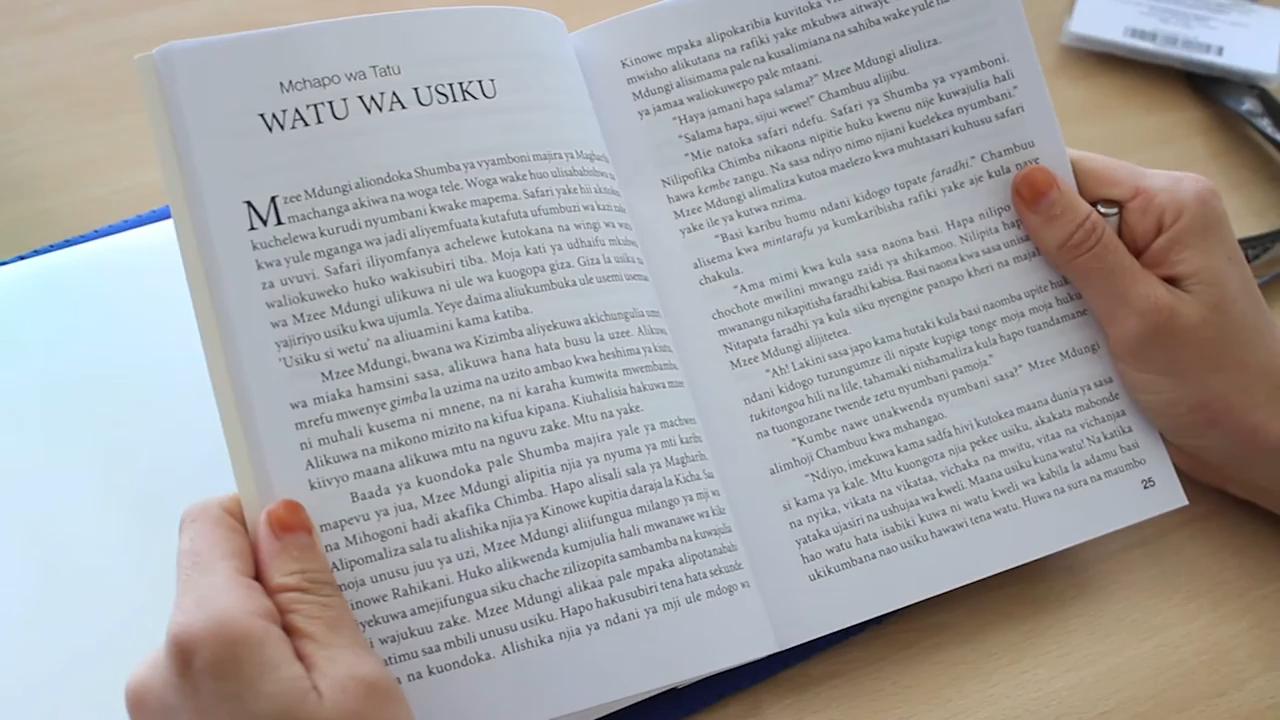 Mchapo wa Tatu
WATU WA USIKU
Mzee Mdungi aliondoka Shumba ya vyamboni majira ya
machanga akiwa na woga tele. Woga wake huo
kuchelewa kurudi nyumbani kwake mapema. Safari yake hii
kwa yule mganga wa jadi aliyemfuata kutafuta ufumbuzi wa kazi
za uvuvi. Safari iliyomfanya achelewe kutokana na wingi wa
waliokuweko huko wakisubiri tiba. Moja kati ya udhaifu
wa Mzee Mdungi ulikuwa ni ule wa kuogopa giza. Giza la usiku
yajiriyo usiku kwa ujumla. Yeye daima aliukumbuka ule usemi
'Usiku si wetu' na aliuamini kama katiba.
Mzee Mdungi, bwana wa Kizimba aliyekuwa akichungulia
wa miaka hamsini sasa, alikuwa hana hata busu la uzee. Alikuwa
mrefu mwenye gimba la uzima na uzito ambao kwa heshima ya
ni muhali kusema ni mnene, na ni karaha kumwita mwembamba.
Alikuwa na mikono mizito na kifua kipana. Kiuhalisia hakuwa
kiivyo maana alikuwa mtu na nguvu zake. Mtu na yake.
Baada ya kuondoka pale Shumba majira yale ya
mapevu ya jua, Mzee Mdungi alipitia njia ya nyuma ya mti
na Mihogoni hadi akafika Chimba. Hapo alisali sala ya
Alipomaliza sala tu alishika njia ya Kinowe kupitia daraja la Kicha.
moja unusu juu ya uzi, Mzee Mdungi aliifungua milango ya mji
inowe Rahikani. Huko alikwenda kumjulia hali mwanawe wa
yekuwa amejifungua siku chache zilizopita sambamba na
wajukuu zake. Mzee Mdungi alikaa pale mpaka
timu saa mbili unusu usiku. Hapo hakusubiri tena hata sekunde
na kuondoka. Alishika njia ya ndani ya mji ule mdogo
Kinowe mpaka alipokaribia kuvitoka
mwisho alikutana na rafiki yake mkubwa
Mdungi alisimama pale na kusalimiana na sahiba wake yule
ya jamaa waliokuwepo pale mtaani.
"Haya jamani hapa salama?" Mzee Mdungi aliuliza.
"Salama hapa, sijui wewe!" Chambuu alijibu.
"Mie natoka safari ndefu. Safari ya Shumba ya vyamboni.
Nilipofika Chimba nikaona nipitie huku kwenu nije kuwajulia hali
hawa kembe zangu. Na sasa ndiyo nimo njiani kuelekea nyumbani."
Mzee Mdungi alimaliza kutoa maelezo kwa muhtasari kuhusu safari
yake ile ya kutwa nzima.
"Basi karibu humu ndani kidogo tupate faradhi." Chambuu
alisema kwa mintarafu ya kumkaribisha rafiki yake aje kula naye
chakula.
"Ama mimi kwa kula sasa naona basi. Hapa nilipo
chochote mwilini mwangu zaidi ya shikamoo. Nilipita
mwanangu nikapitisha faradhi kabisa. Basi naona kwa sasa
Nitapata faradhi ya kula siku nyengine panapo kheri na
Mzee Mdungi alijitetea.
"Ah! Lakini sasa japo kama hutaki kula basi naomba upite
ndani kidogo tuzungumze ili nipate kupiga tonge moja moja huku
tukitongoa hili na lile, tahamaki nishamaliza kula hapo tuandamane
na tuongozane twende zetu nyumbani pamoja."
"Kumbe nawe unakwenda nyumbani sasa?" Mzee Mdungi
alimhoji Chambuu kwa mshangao.
"Ndiyo, imekuwa kama sadfa hivi kutokea maana dunia ya sasa
si kama ya kale. Mtu kuongoza njia pekee usiku, akakata mabonde
na nyika, vikata na vikataa, vichaka na mwitu, vitaa na vichanjaa
yataka ujasiri na ushujaa wa kweli. Maana usiku kuna watu! Na katika
hao watu hata isabiki kuwa ni watu kweli wa kabila la adamu basi
ukikumbana nao usiku hawawi tena watu. Huwa na sura na maumbo
25